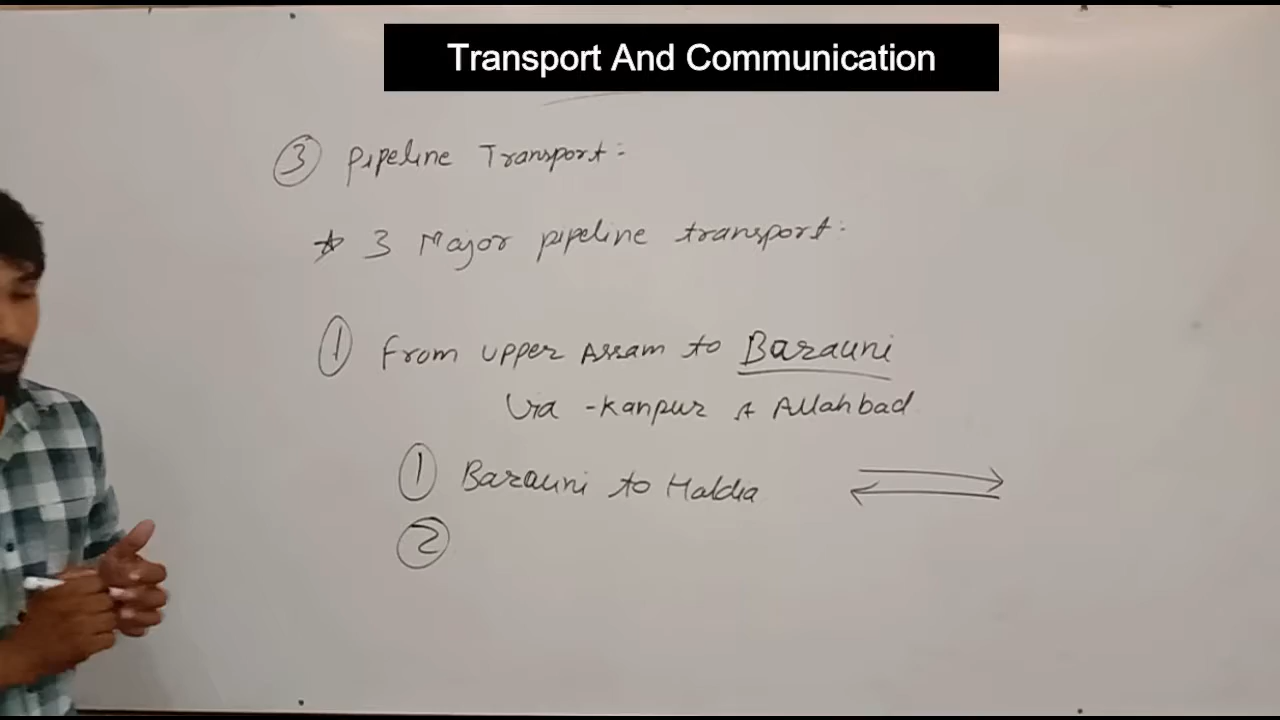 Transport And Communication
③ Pipeline Transport:
☆ 3 Major pipeline transport:
① From upper Assam to Barauni
Via - Kanpur & Allahbad
① Barauni to Haldia
②